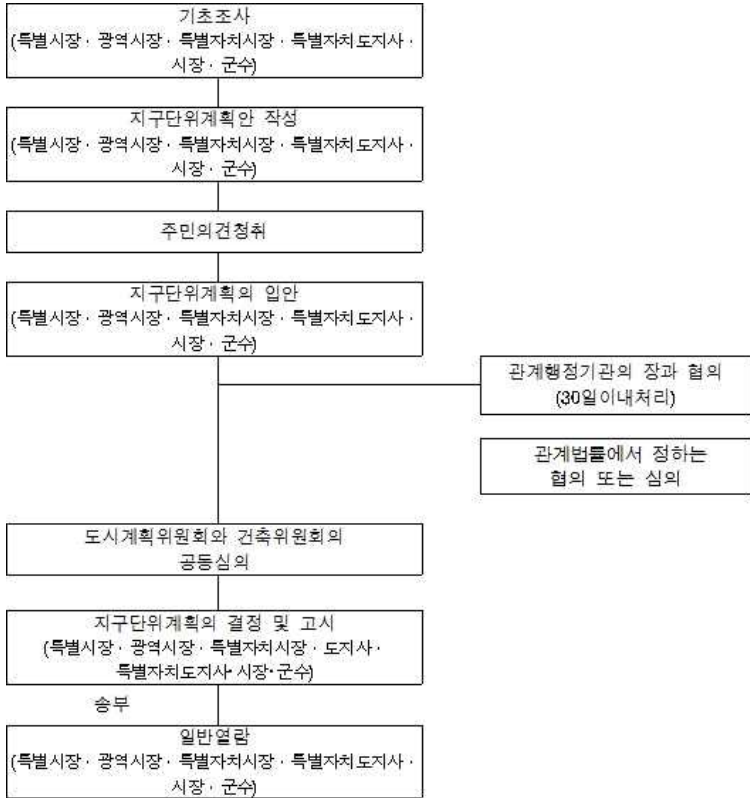 기초조사
(특별시장· 광역시장· 특별자치시장· 특별자치도지사·
시장· 군수)
지구단위계획안 작성
(특별시장· 광역시장· 특별자치시장· 특별자치도지사·
시장· 군수)
주민의견청취
지구단위계획의 입안
(특별시장· 광역시장· 특별자치시장· 특별자치도지사·
시장· 군수)
관계행정기관의 장과 협의
(30일이내처리)
관계법률에서 정하는
협의 또는 심의
도시계획위원회와 건축위원회의
공동심의
지구단위계획의 결정 및 고시
(특별시장· 광역시장· 특별자치시장· 도지사·
특별자치도지사· 시장·군수)
송부
일반열람
(특별시장· 광역시장· 특별자치시장· 특별자치도지사·
시장· 군수)